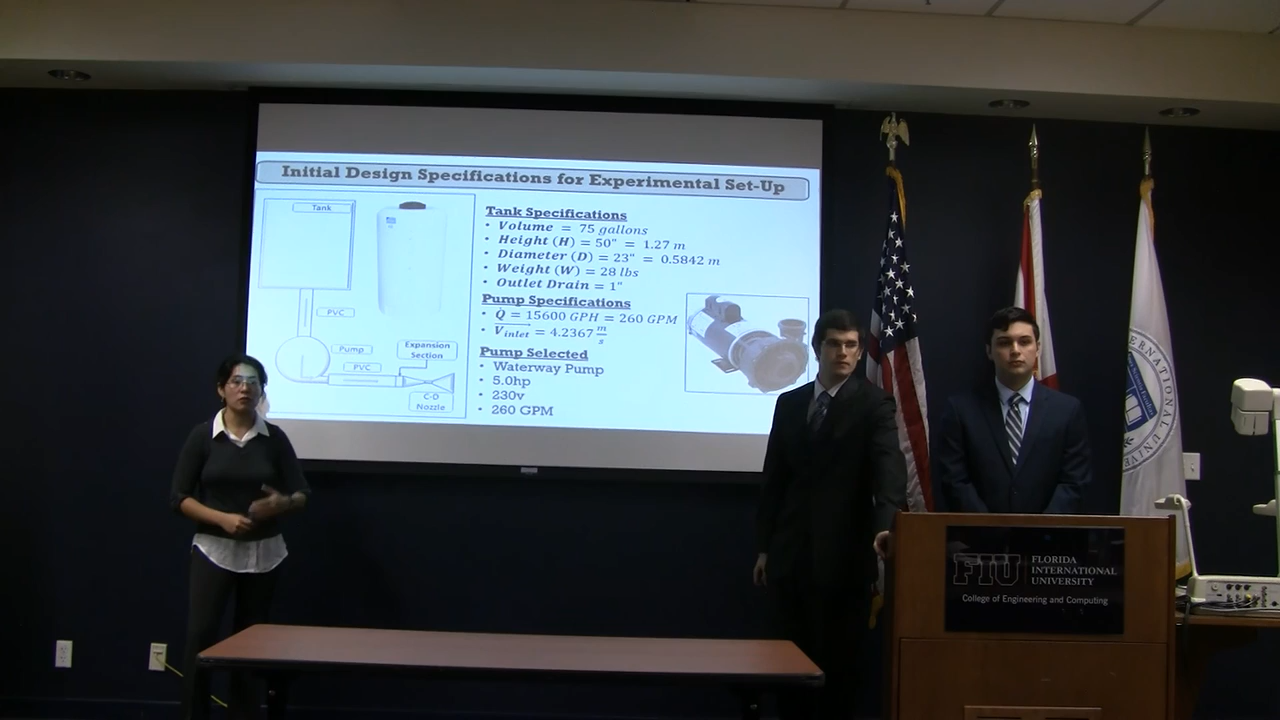 Initial Design Specifications for Experimental Set-Up
Tank
PVC
Pump
PVC
Expansion
Section
C-D
Nozzle
Tank Specifications
• Volume = 75 gallons
• Height (H) = 50" = 1.27 m
• Diameter (D) = 23" = 0.5842 m
• Weight (W) = 28 lbs
• Outlet Drain = 1"
Pump Specifications
• Q̇ = 15600 GPH = 260 GPM
• V_inlet = 4.2367 m/s
Pump Selected
• Waterway Pump
• 5.0hp
• 230v
• 260 GPM
FIU
FLORIDA
INTERNATIONAL
UNIVERSITY
College of Engineering and Computing